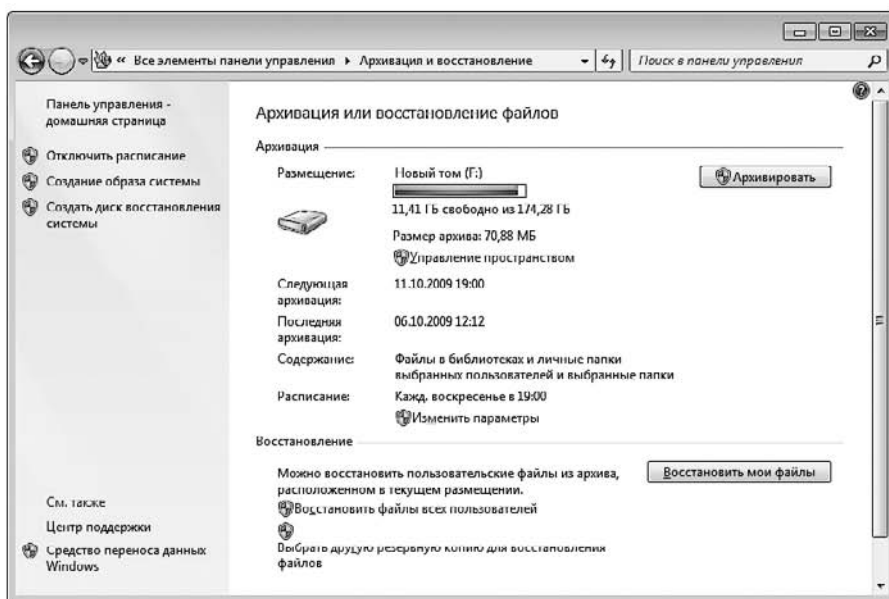 « Все элементы панели управления ▸ Архивация и восстановление
Поиск в панели управления
Панель управления -
домашняя страница
Отключить расписание
Создание образа системы
Создать диск восстановления
системы
См. также
Центр поддержки
Средство переноса данных
Windows
Архивация или восстановление файлов
Архивация
Размещение:
Новый том (F:)
Архивировать
11,41 ГБ свободно из 174,28 ГБ
Размер архива: 70,88 МБ
Управление пространством
Следующая
архивация:
11.10.2009 19:00
Последняя
архивация:
06.10.2009 12:12
Содержание:
Файлы в библиотеках и личные папки
выбранных пользователей и выбранные папки
Расписание:
Кажд. воскресенье в 19:00
Изменить параметры
Восстановление
Можно восстановить пользовательские файлы из архива,
расположенном в текущем размещении.
Восстановить мои файлы
Восстановить файлы всех пользователей
Выбрать другую резервную копию для восстановления
файлов